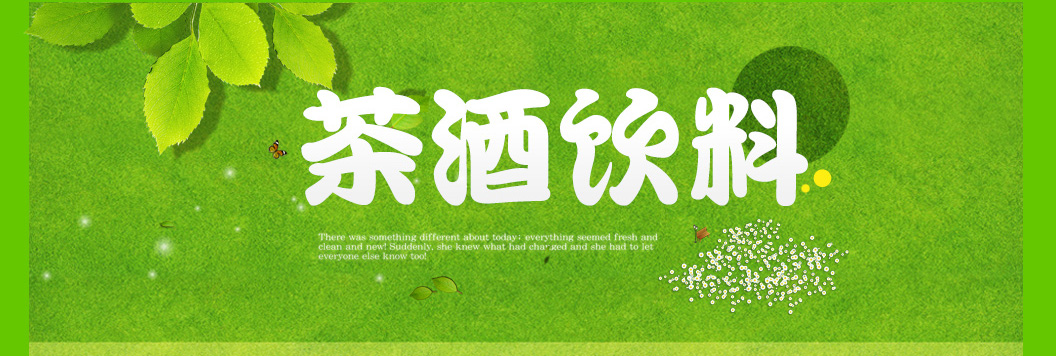 茶酒饮料
There was something different about today; everything seemed fresh and
clean and new! Suddenly, she knew what had changed and she had to let
everyone else know too!